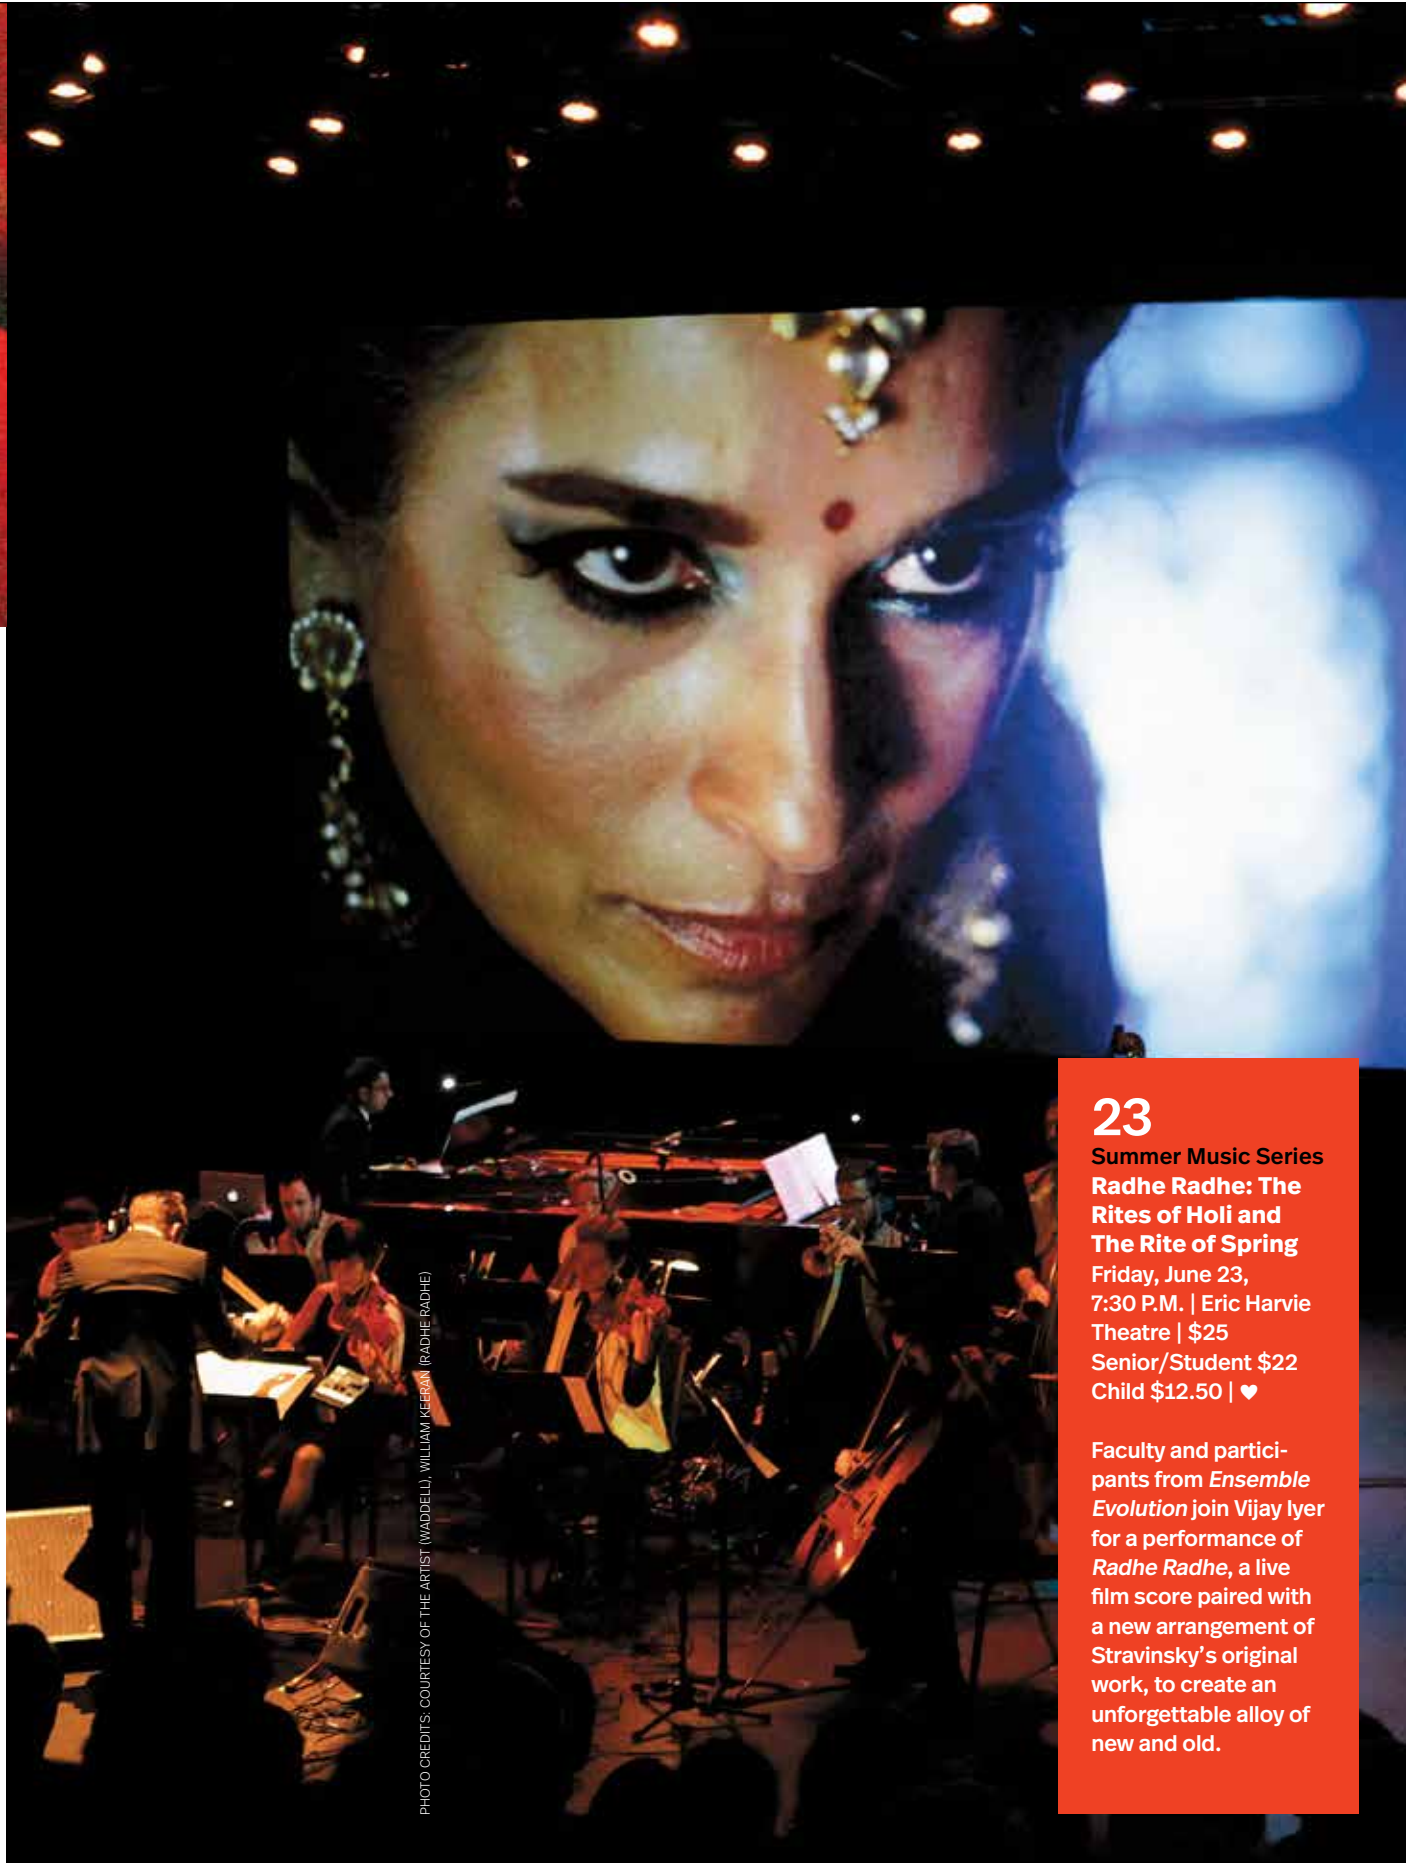 23
Summer Music Series
Radhe Radhe: The
Rites of Holi and
The Rite of Spring
Friday, June 23,
7:30 P.M. | Eric Harvie
Theatre | $25
Senior/Student $22
Child $12.50 | ♥
Faculty and partici-
pants from Ensemble
Evolution join Vijay Iyer
for a performance of
Radhe Radhe, a live
film score paired with
a new arrangement of
Stravinsky’s original
work, to create an
unforgettable alloy of
new and old.
PHOTO CREDITS: COURTESY OF THE ARTIST (WADDELL), WILLIAM KEERAN (RADHE RADHE)